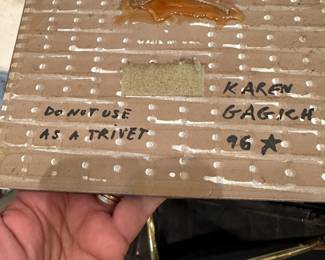 KAREN
GAGICH
96 ★
DO NOT USE
AS A TRIVET